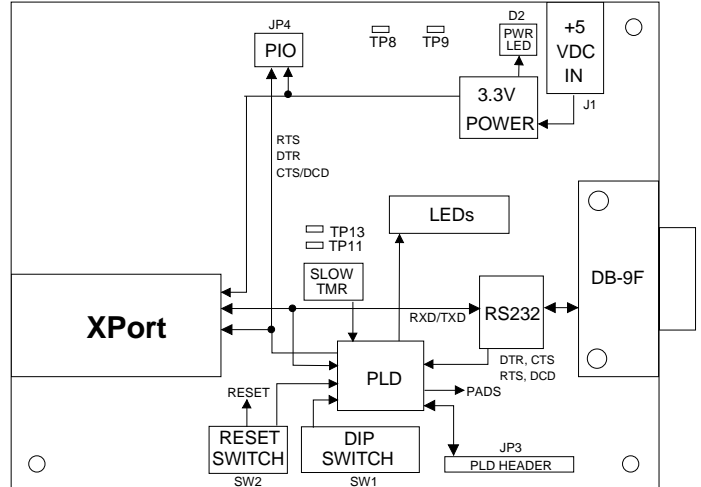 JP4
PIO
TP8
TP9
D2
PWR
LED
+5
VDC
IN
J1
3.3V
POWER
RTS
DTR
CTS/DCD
LEDs
TP13
TP11
SLOW
TMR
XPort
RXD/TXD
RS232
DB-9F
DTR, CTS
RTS, DCD
PLD
PADS
RESET
RESET
SWITCH
SW2
DIP
SWITCH
SW1
JP3
PLD HEADER